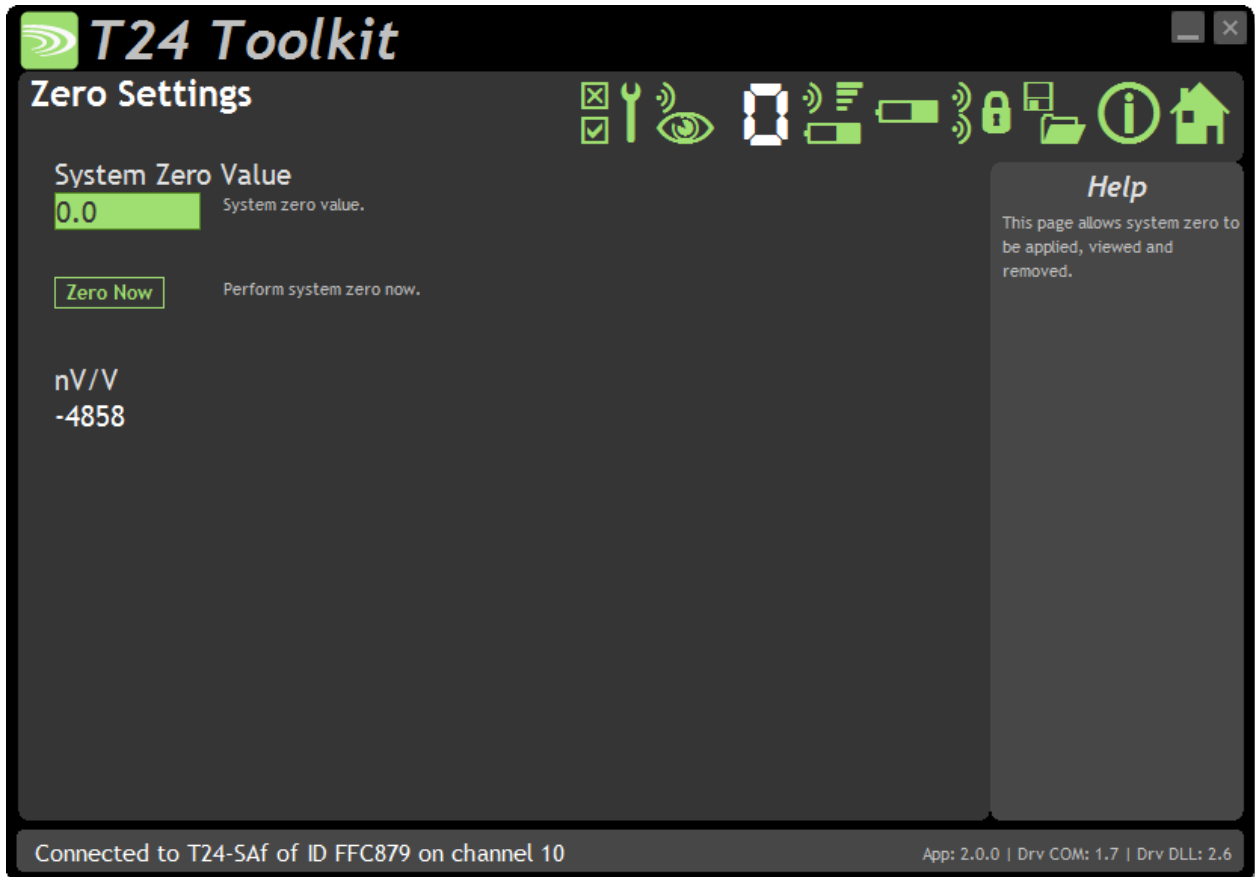 T24 Toolkit
Zero Settings
0
System Zero Value
0.0
System zero value.
Zero Now
Perform system zero now.
nV/V
-4858
Help
This page allows system zero to
be applied, viewed and
removed.
Connected to T24-SAf of ID FFC879 on channel 10
App: 2.0.0 | Drv COM: 1.7 | Drv DLL: 2.6